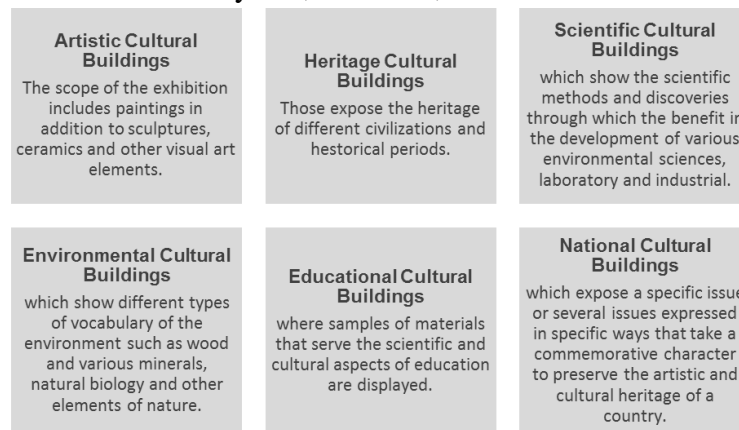 Artistic Cultural
Buildings
The scope of the exhibition
includes paintings in
addition to sculptures,
ceramics and other visual art
elements.
Heritage Cultural
Buildings
Those expose the heritage
of different civilizations and
hestorical periods.
Scientific Cultural
Buildings
which show the scientific
methods and discoveries
through which the benefit in
the development of various
environmental sciences,
laboratory and industrial.
Environmental Cultural
Buildings
which show different types
of vocabulary of the
environment such as wood
and various minerals,
natural biology and other
elements of nature.
Educational Cultural
Buildings
where samples of materials
that serve the scientific and
cultural aspects of education
are displayed.
National Cultural
Buildings
which expose a specific issue
or several issues expressed
in specific ways that take a
commemorative character
to preserve the artistic and
cultural heritage of a
country.